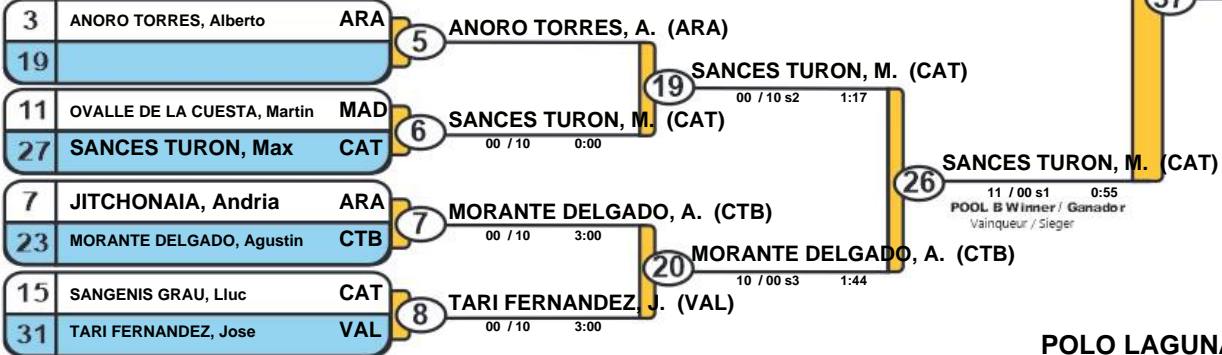 3 ANORO TORRES, Alberto ARA
19
5
ANORO TORRES, A. (ARA)
11 OVALLE DE LA CUESTA, Martin MAD
27 SANCES TURON, Max CAT
6
SANCES TURON, M. (CAT)
00 / 10 0:00
19
SANCES TURON, M. (CAT)
00 / 10 s2 1:17
7 JITCHONAIA, Andria ARA
23 MORANTE DELGADO, Agustin CTB
7
MORANTE DELGADO, A. (CTB)
00 / 10 3:00
15 SANGENIS GRAU, Lluc CAT
31 TARI FERNANDEZ, Jose VAL
8
TARI FERNANDEZ, J. (VAL)
00 / 10 3:00
20
MORANTE DELGADO, A. (CTB)
10 / 00 s3 1:44
26
SANCES TURON, M. (CAT)
11 / 00 s1 0:55
POOL B Winner / Ganador
Vainqueur / Sieger
37
POLO LAGUNA